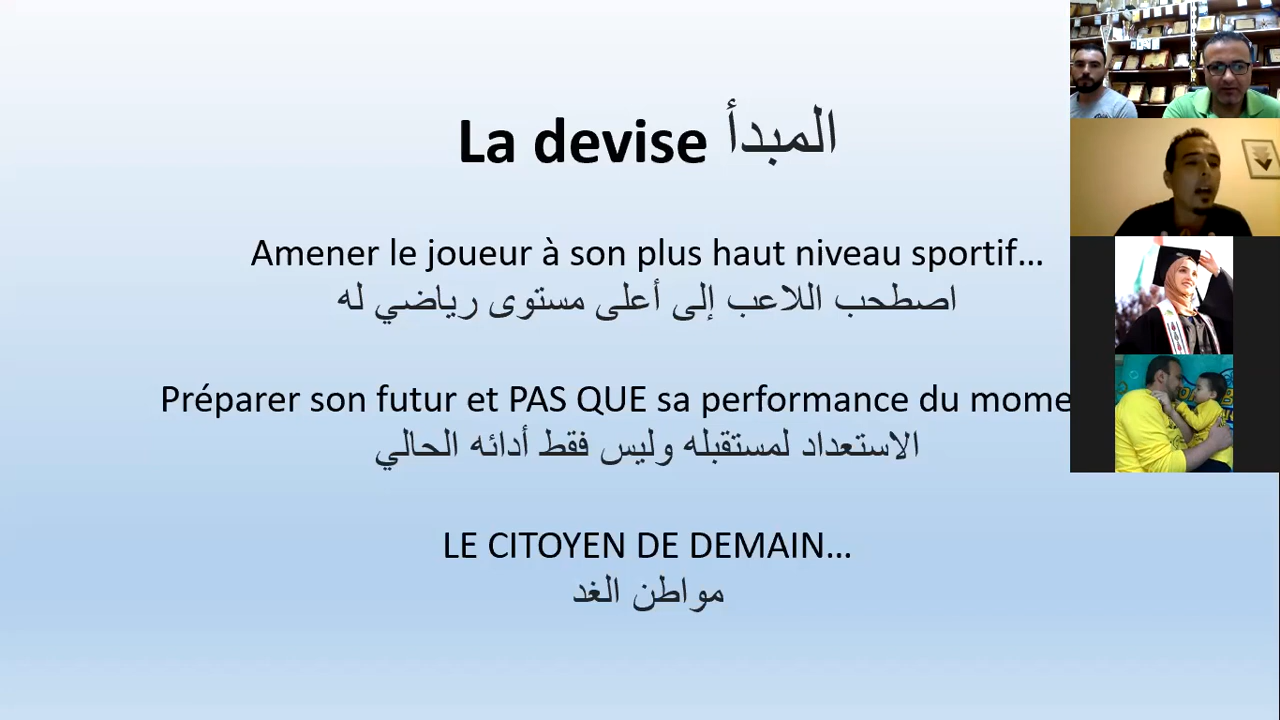 La devise المبدأ
Amener le joueur à son plus haut niveau sportif...
اصطحب اللاعب إلى أعلى مستوى رياضي له
Préparer son futur et PAS QUE sa performance du
الاستعداد لمستقبله وليس فقط أدائه الحالي
LE CITOYEN DE DEMAIN...
مواطن الغد